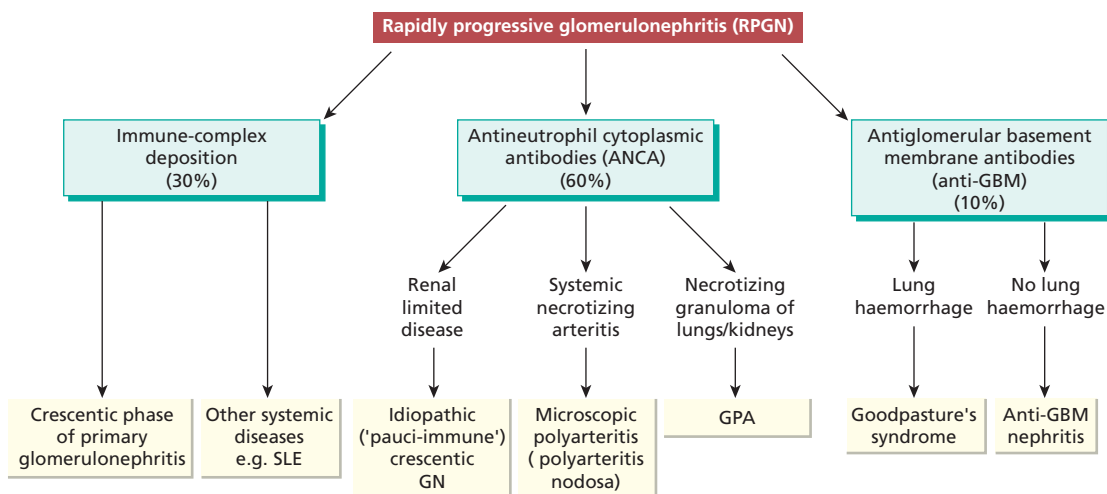 Rapidly progressive glomerulonephritis (RPGN)
Immune-complex
deposition
(30%)
Antineutrophil cytoplasmic
antibodies (ANCA)
(60%)
Antiglomerular basement
membrane antibodies
(anti-GBM)
(10%)
Renal
limited
disease
Systemic
necrotizing
arteritis
Necrotizing
granuloma of
lungs/kidneys
Lung
haemorrhage
No lung
haemorrhage
Crescentic phase
of primary
glomerulonephritis
Other systemic
diseases
e.g. SLE
Idiopathic
('pauci-immune')
crescentic
GN
Microscopic
polyarteritis
( polyarteritis
nodosa)
GPA
Goodpasture's
syndrome
Anti-GBM
nephritis